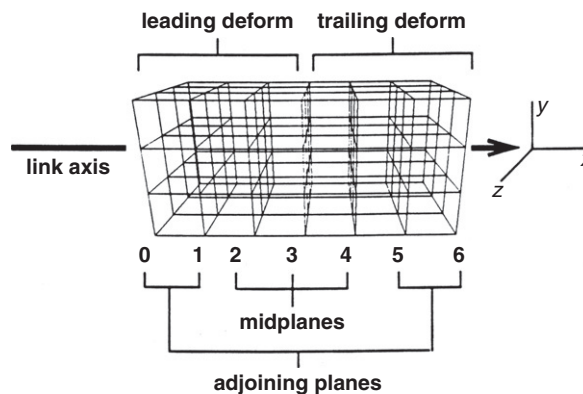 leading deform trailing deform
y
link axis
x
z
0 1 2 3 4 5 6
midplanes
adjoining planes